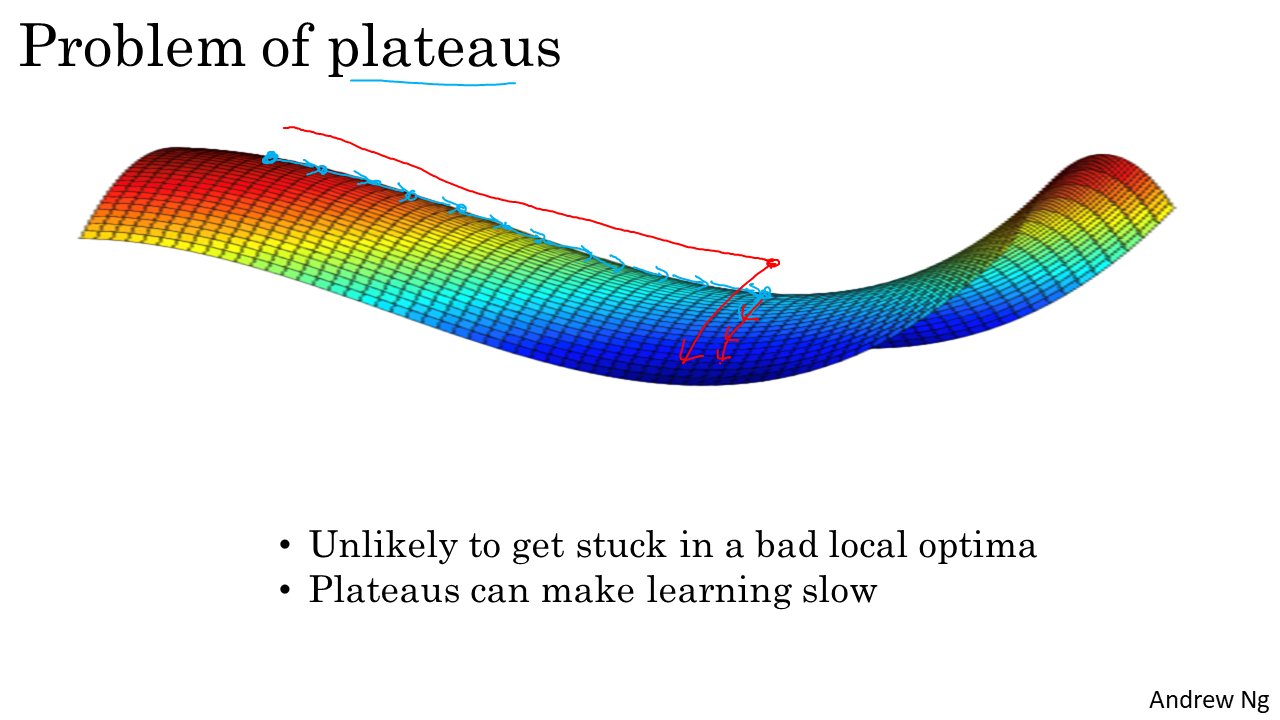 Problem of plateaus
• Unlikely to get stuck in a bad local optima
• Plateaus can make learning slow
Andrew Ng